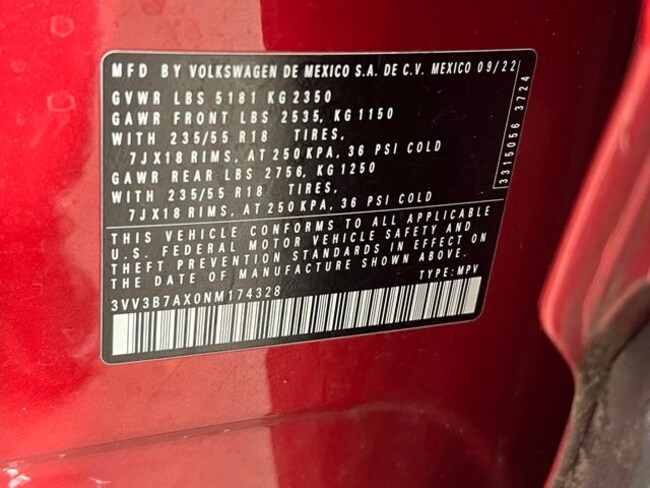 MFD BY VOLKSWAGEN DE MEXICO S.A. DE C.V. MEXICO 09/22
GVWR LBS 5181 KG 2350
GAWR FRONT LBS 2535, KG 1150
WITH 235/55 R18 TIRES,
7JX18 RIMS, AT 250 KPA, 36 PSI COLD
GAWR REAR LBS 2756, KG 1250
WITH 235/55 R18 TIRES,
7JX18 RIMS, AT 250 KPA, 36 PSI COLD
THIS VEHICLE CONFORMS TO ALL APPLICABLE
U.S. FEDERAL MOTOR VEHICLE SAFETY AND
THEFT PREVENTION STANDARDS IN EFFECT ON
THE DATE OF MANUFACTURE SHOWN ABOVE.
TYPE: MPV
3VV3B7AX0NM174328
3315056 3724